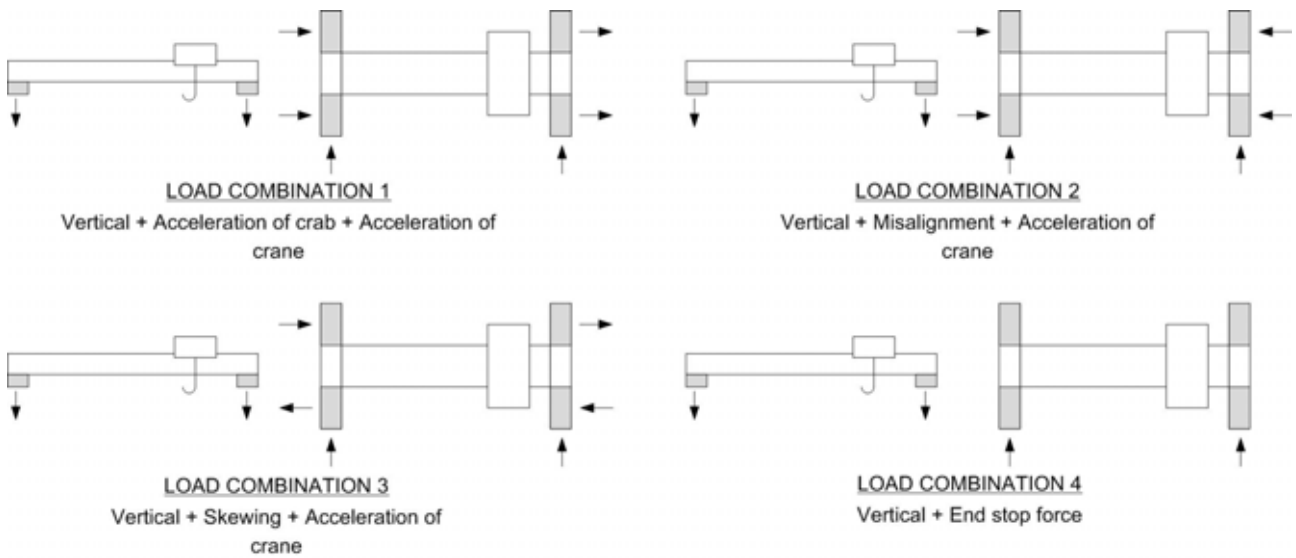 LOAD COMBINATION 1
Vertical + Acceleration of crab + Acceleration of
crane
LOAD COMBINATION 2
Vertical + Misalignment + Acceleration of
crane
LOAD COMBINATION 3
Vertical + Skewing + Acceleration of
crane
LOAD COMBINATION 4
Vertical + End stop force